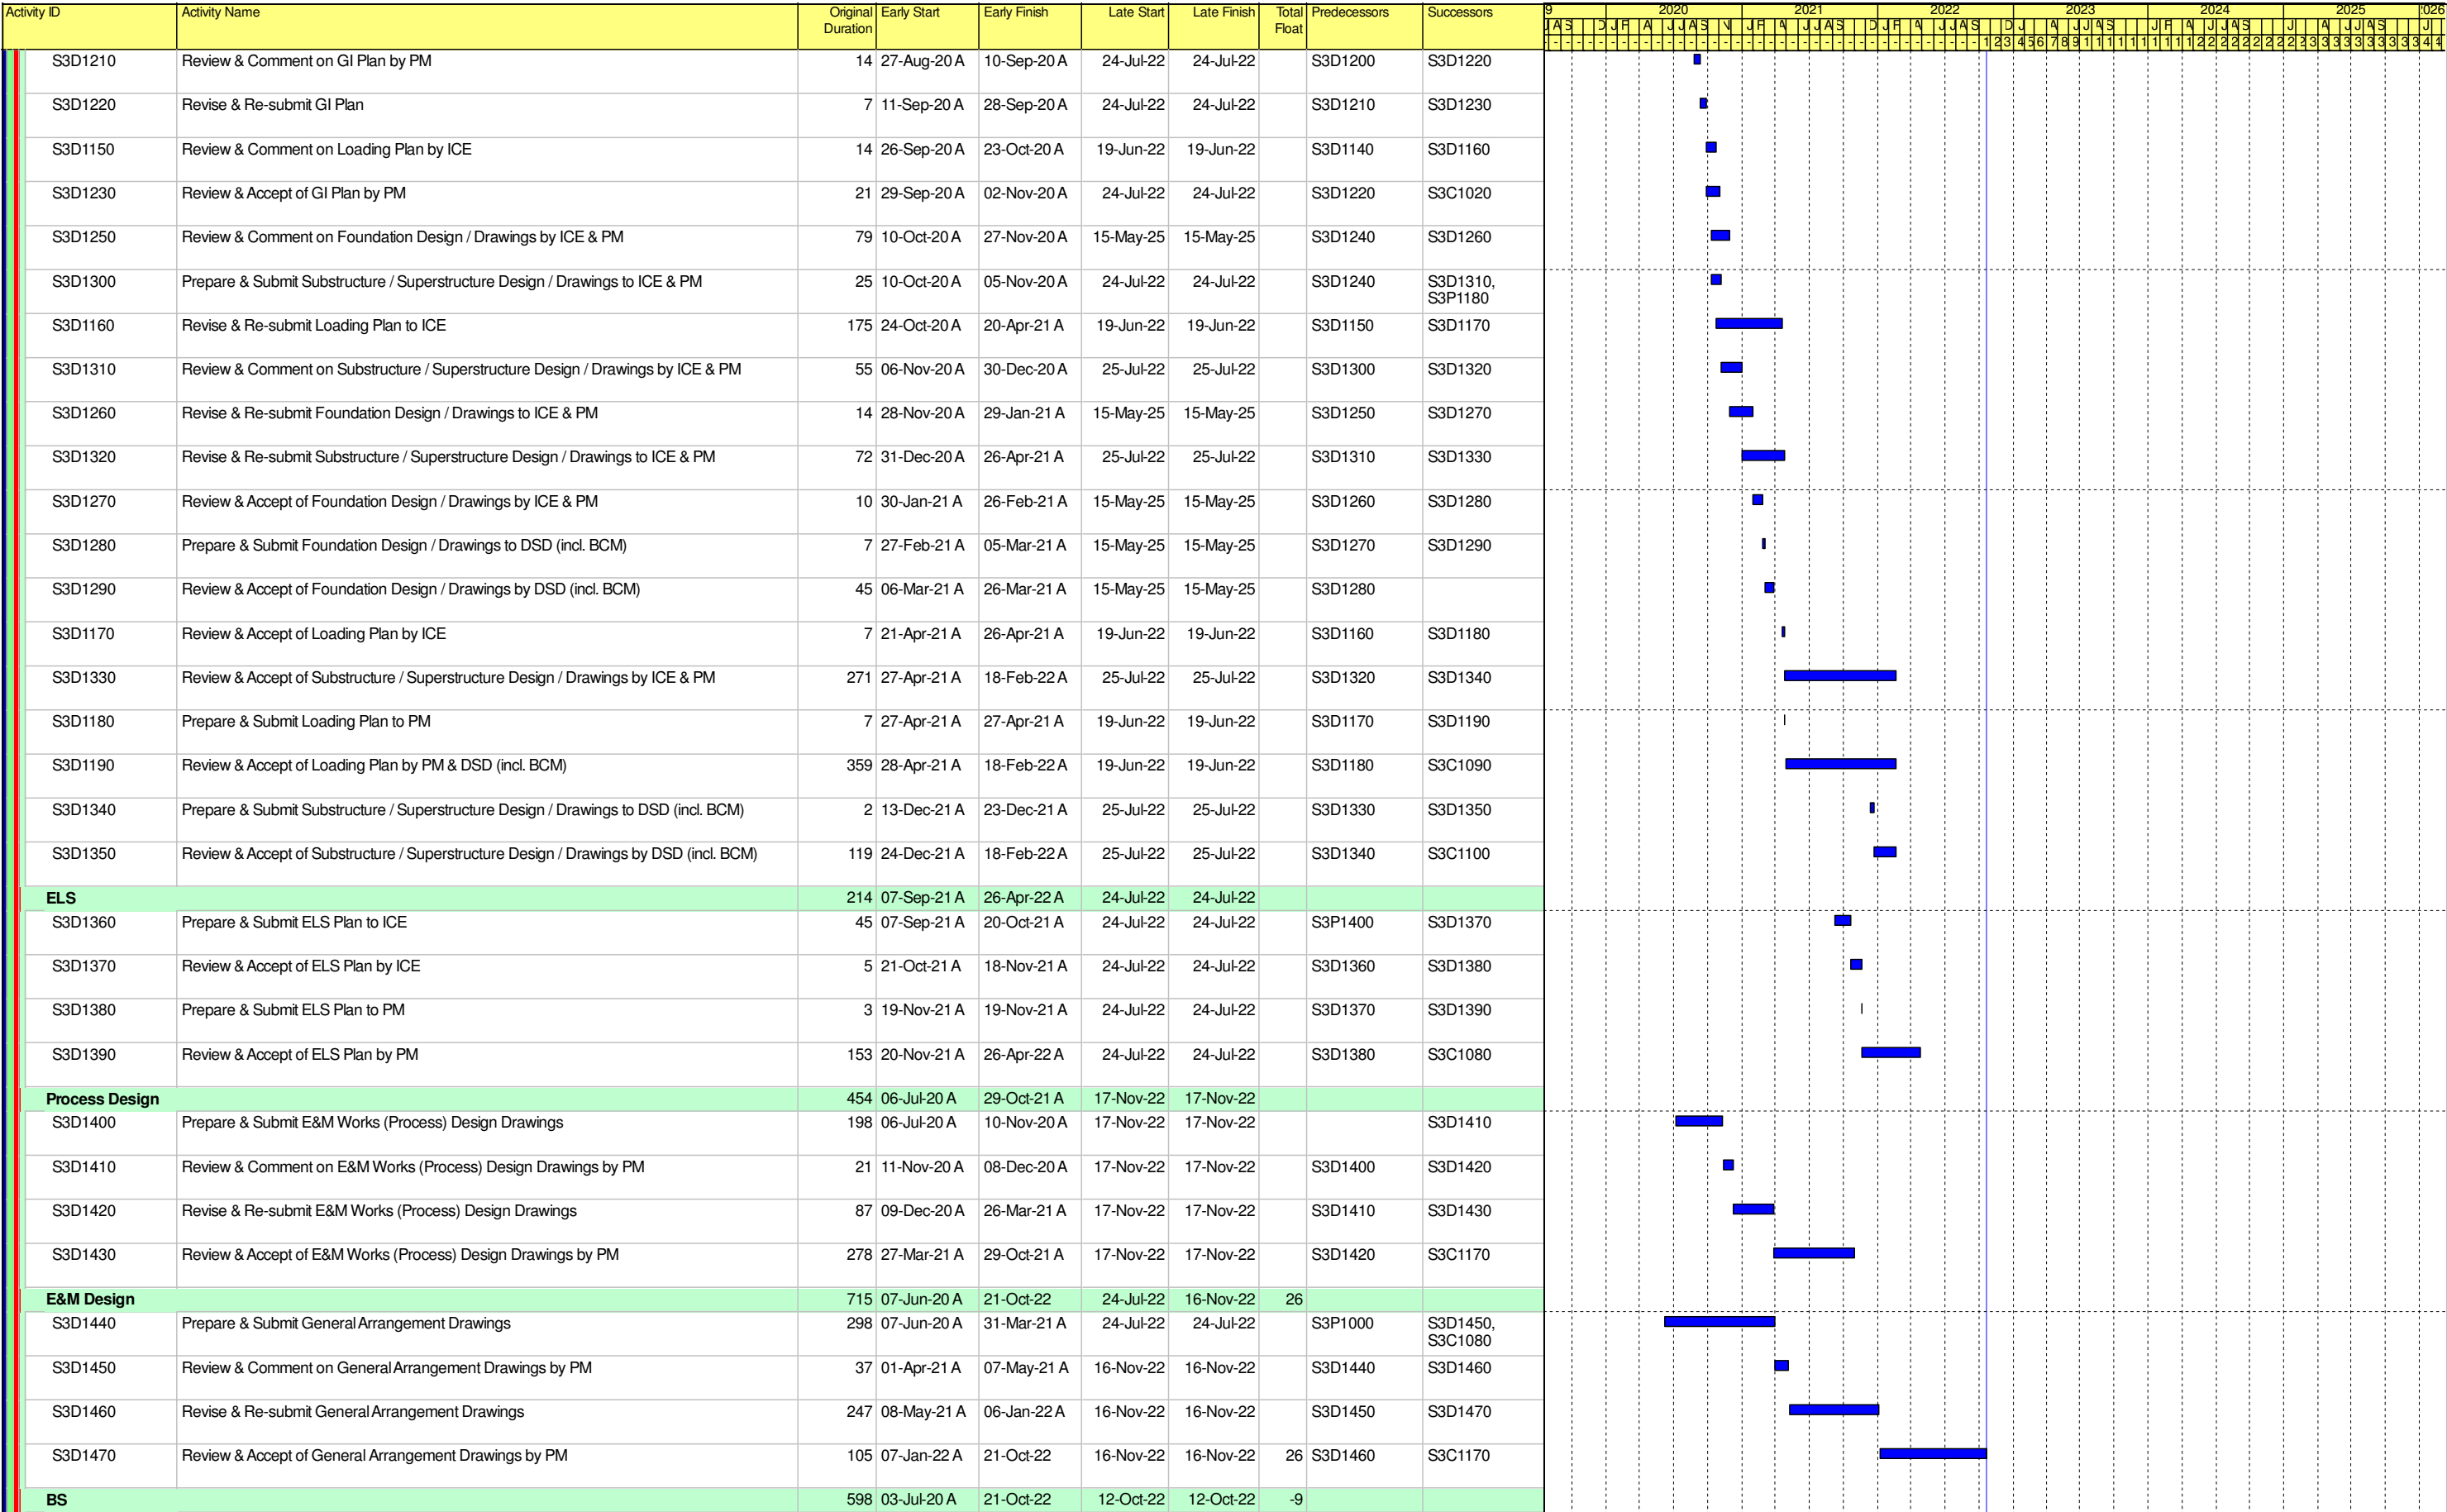 Activity ID Activity Name Original Duration Early Start Early Finish Late Start Late Finish Total Float Predecessors Successors
2020 2021 2022 2023 2024 2025
S3D1210 Review & Comment on GI Plan by PM 14 27-Aug-20 A 10-Sep-20 A 24-Jul-22 24-Jul-22 S3D1200 S3D1220
S3D1220 Revise & Re-submit GI Plan 7 11-Sep-20 A 28-Sep-20 A 24-Jul-22 24-Jul-22 S3D1210 S3D1230
S3D1150 Review & Comment on Loading Plan by ICE 14 26-Sep-20 A 23-Oct-20 A 19-Jun-22 19-Jun-22 S3D1140 S3D1160
S3D1230 Review & Accept of GI Plan by PM 21 29-Sep-20 A 02-Nov-20 A 24-Jul-22 24-Jul-22 S3D1220 S3C1020
S3D1250 Review & Comment on Foundation Design / Drawings by ICE & PM 79 10-Oct-20 A 27-Nov-20 A 15-May-25 15-May-25 S3D1240 S3D1260
S3D1300 Prepare & Submit Substructure / Superstructure Design / Drawings to ICE & PM 25 10-Oct-20 A 05-Nov-20 A 24-Jul-22 24-Jul-22 S3D1240 S3D1310, S3P1180
S3D1160 Revise & Re-submit Loading Plan to ICE 175 24-Oct-20 A 20-Apr-21 A 19-Jun-22 19-Jun-22 S3D1150 S3D1170
S3D1310 Review & Comment on Substructure / Superstructure Design / Drawings by ICE & PM 55 06-Nov-20 A 30-Dec-20 A 25-Jul-22 25-Jul-22 S3D1300 S3D1320
S3D1260 Revise & Re-submit Foundation Design / Drawings to ICE & PM 14 28-Nov-20 A 29-Jan-21 A 15-May-25 15-May-25 S3D1250 S3D1270
S3D1320 Revise & Re-submit Substructure / Superstructure Design / Drawings to ICE & PM 72 31-Dec-20 A 26-Apr-21 A 25-Jul-22 25-Jul-22 S3D1310 S3D1330
S3D1270 Review & Accept of Foundation Design / Drawings by ICE & PM 10 30-Jan-21 A 26-Feb-21 A 15-May-25 15-May-25 S3D1260 S3D1280
S3D1280 Prepare & Submit Foundation Design / Drawings to DSD (incl. BCM) 7 27-Feb-21 A 05-Mar-21 A 15-May-25 15-May-25 S3D1270 S3D1290
S3D1290 Review & Accept of Foundation Design / Drawings by DSD (incl. BCM) 45 06-Mar-21 A 26-Mar-21 A 15-May-25 15-May-25 S3D1280
S3D1170 Review & Accept of Loading Plan by ICE 7 21-Apr-21 A 26-Apr-21 A 19-Jun-22 19-Jun-22 S3D1160 S3D1180
S3D1330 Review & Accept of Substructure / Superstructure Design / Drawings by ICE & PM 271 27-Apr-21 A 18-Feb-22 A 25-Jul-22 25-Jul-22 S3D1320 S3D1340
S3D1180 Prepare & Submit Loading Plan to PM 7 27-Apr-21 A 27-Apr-21 A 19-Jun-22 19-Jun-22 S3D1170 S3D1190
S3D1190 Review & Accept of Loading Plan by PM & DSD (incl. BCM) 359 28-Apr-21 A 18-Feb-22 A 19-Jun-22 19-Jun-22 S3D1180 S3C1090
S3D1340 Prepare & Submit Substructure / Superstructure Design / Drawings to DSD (incl. BCM) 2 13-Dec-21 A 23-Dec-21 A 25-Jul-22 25-Jul-22 S3D1330 S3D1350
S3D1350 Review & Accept of Substructure / Superstructure Design / Drawings by DSD (incl. BCM) 119 24-Dec-21 A 18-Feb-22 A 25-Jul-22 25-Jul-22 S3D1340 S3C1100
ELS 214 07-Sep-21 A 26-Apr-22 A 24-Jul-22 24-Jul-22
S3D1360 Prepare & Submit ELS Plan to ICE 45 07-Sep-21 A 20-Oct-21 A 24-Jul-22 24-Jul-22 S3P1400 S3D1370
S3D1370 Review & Accept of ELS Plan by ICE 5 21-Oct-21 A 18-Nov-21 A 24-Jul-22 24-Jul-22 S3D1360 S3D1380
S3D1380 Prepare & Submit ELS Plan to PM 3 19-Nov-21 A 19-Nov-21 A 24-Jul-22 24-Jul-22 S3D1370 S3D1390
S3D1390 Review & Accept of ELS Plan by PM 153 20-Nov-21 A 26-Apr-22 A 24-Jul-22 24-Jul-22 S3D1380 S3C1080
Process Design 454 06-Jul-20 A 29-Oct-21 A 17-Nov-22 17-Nov-22
S3D1400 Prepare & Submit E&M Works (Process) Design Drawings 198 06-Jul-20 A 10-Nov-20 A 17-Nov-22 17-Nov-22 S3D1410
S3D1410 Review & Comment on E&M Works (Process) Design Drawings by PM 21 11-Nov-20 A 08-Dec-20 A 17-Nov-22 17-Nov-22 S3D1400 S3D1420
S3D1420 Revise & Re-submit E&M Works (Process) Design Drawings 87 09-Dec-20 A 26-Mar-21 A 17-Nov-22 17-Nov-22 S3D1410 S3D1430
S3D1430 Review & Accept of E&M Works (Process) Design Drawings by PM 278 27-Mar-21 A 29-Oct-21 A 17-Nov-22 17-Nov-22 S3D1420 S3C1170
E&M Design 715 07-Jun-20 A 21-Oct-22 24-Jul-22 16-Nov-22 26
S3D1440 Prepare & Submit General Arrangement Drawings 298 07-Jun-20 A 31-Mar-21 A 24-Jul-22 24-Jul-22 S3P1000 S3D1450, S3C1080
S3D1450 Review & Comment on General Arrangement Drawings by PM 37 01-Apr-21 A 07-May-21 A 16-Nov-22 16-Nov-22 S3D1440 S3D1460
S3D1460 Revise & Re-submit General Arrangement Drawings 247 08-May-21 A 06-Jan-22 A 16-Nov-22 16-Nov-22 S3D1450 S3D1470
S3D1470 Review & Accept of General Arrangement Drawings by PM 105 07-Jan-22 A 21-Oct-22 16-Nov-22 16-Nov-22 26 S3D1460 S3C1170
BS 598 03-Jul-20 A 21-Oct-22 12-Oct-22 12-Oct-22 -9